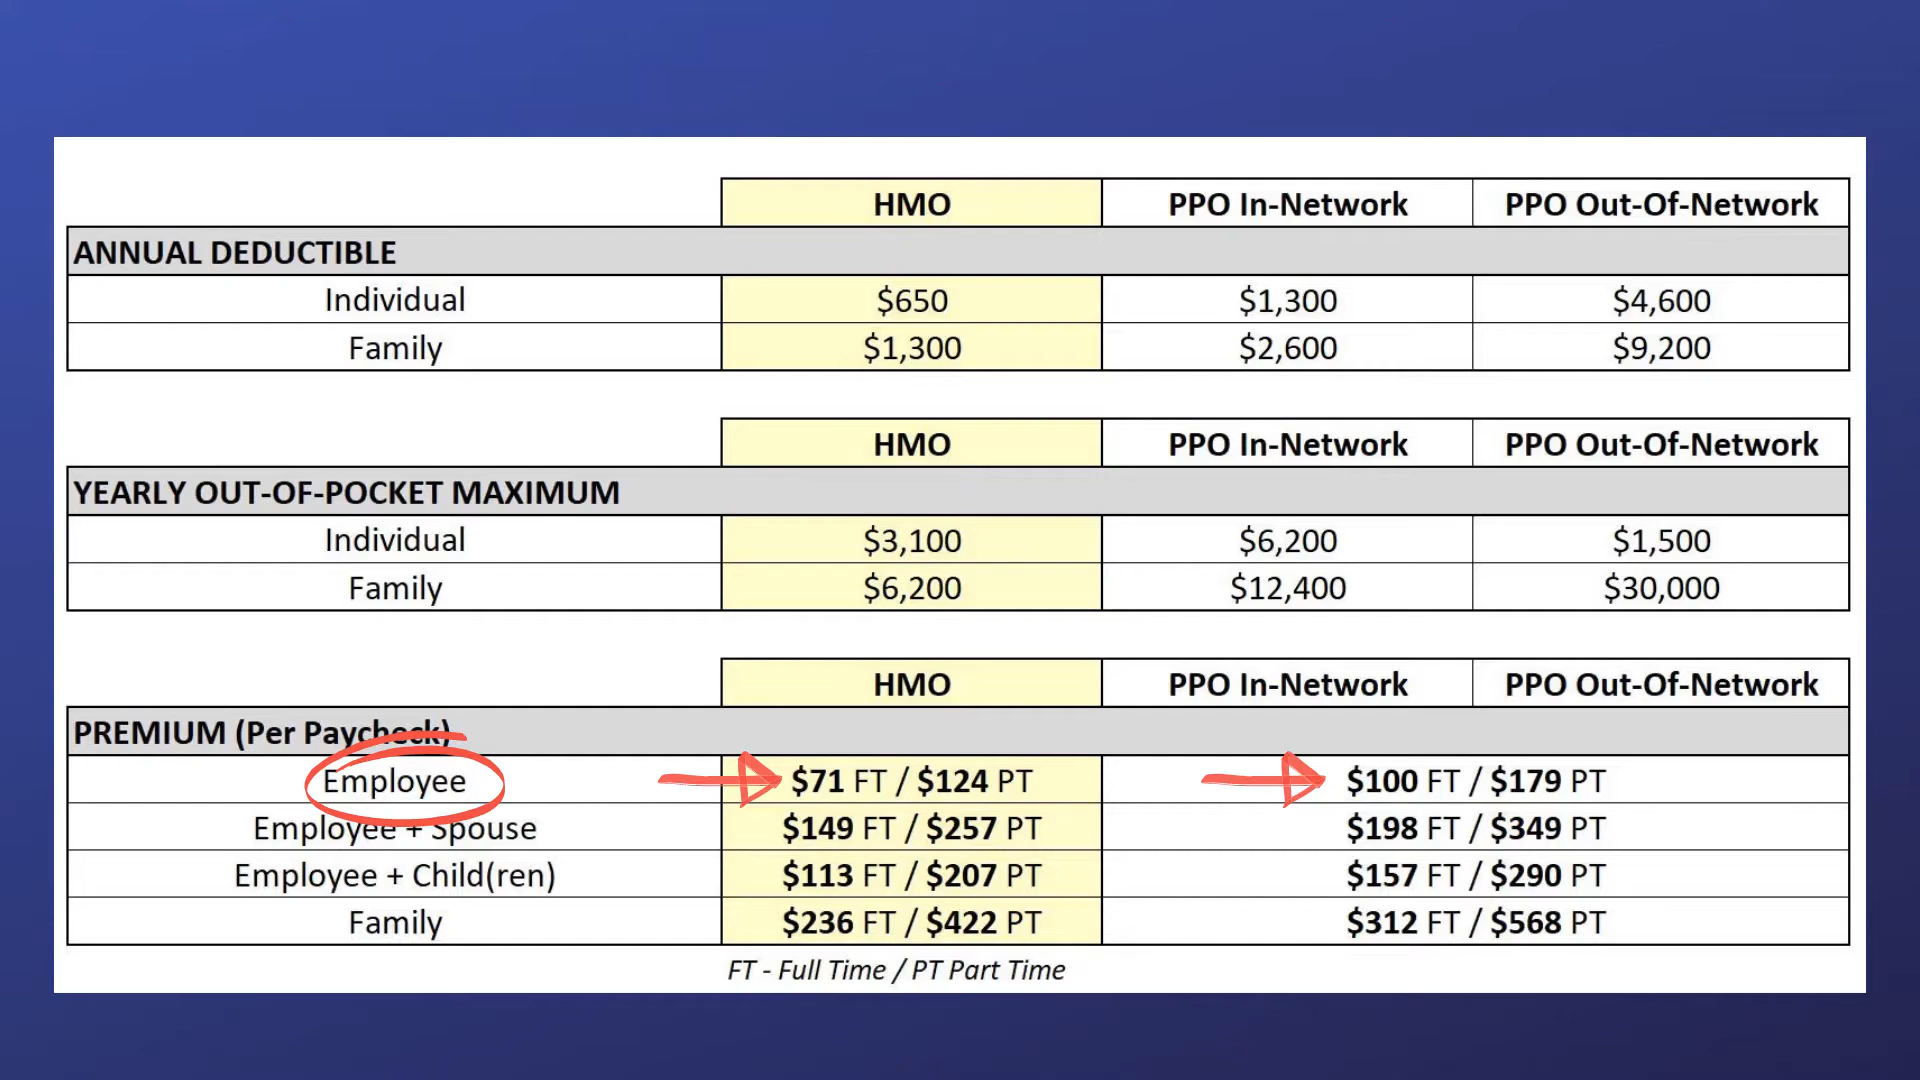 HMO PPO In-Network PPO Out-Of-Network
ANNUAL DEDUCTIBLE
Individual $650 $1,300 $4,600
Family $1,300 $2,600 $9,200
HMO PPO In-Network PPO Out-Of-Network
YEARLY OUT-OF-POCKET MAXIMUM
Individual $3,100 $6,200 $1,500
Family $6,200 $12,400 $30,000
HMO PPO In-Network PPO Out-Of-Network
PREMIUM (Per Paycheck)
Employee $71 FT / $124 PT $100 FT / $179 PT
Employee + Spouse $149 FT / $257 PT $198 FT / $349 PT
Employee + Child(ren) $113 FT / $207 PT $157 FT / $290 PT
Family $236 FT / $422 PT $312 FT / $568 PT
FT - Full Time / PT Part Time